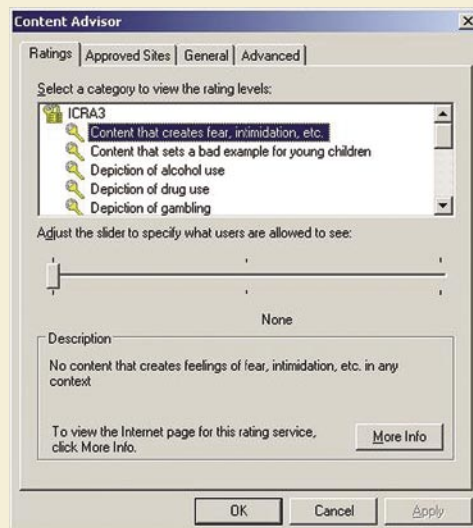 Content Advisor
Ratings Approved Sites General Advanced
Select a category to view the rating levels:
ICRA3
Content that creates fear, intimidation, etc.
Content that sets a bad example for young children
Depiction of alcohol use
Depiction of drug use
Depiction of gambling
Adjust the slider to specify what users are allowed to see:
None
Description
No content that creates feelings of fear, intimidation, etc. in any
context
To view the Internet page for this rating service,
click More Info.
More Info
OK Cancel Apply